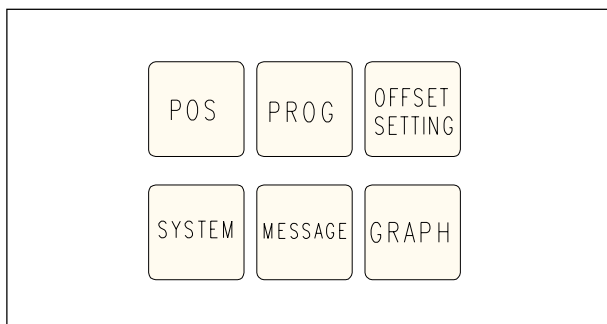 POS
PROG
OFFSET
SETTING
SYSTEM
MESSAGE
GRAPH